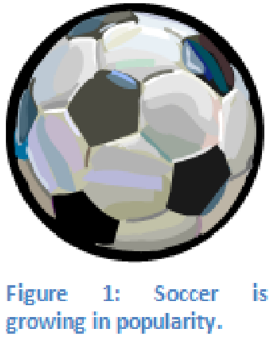 Figure 1: Soccer is
growing in popularity.